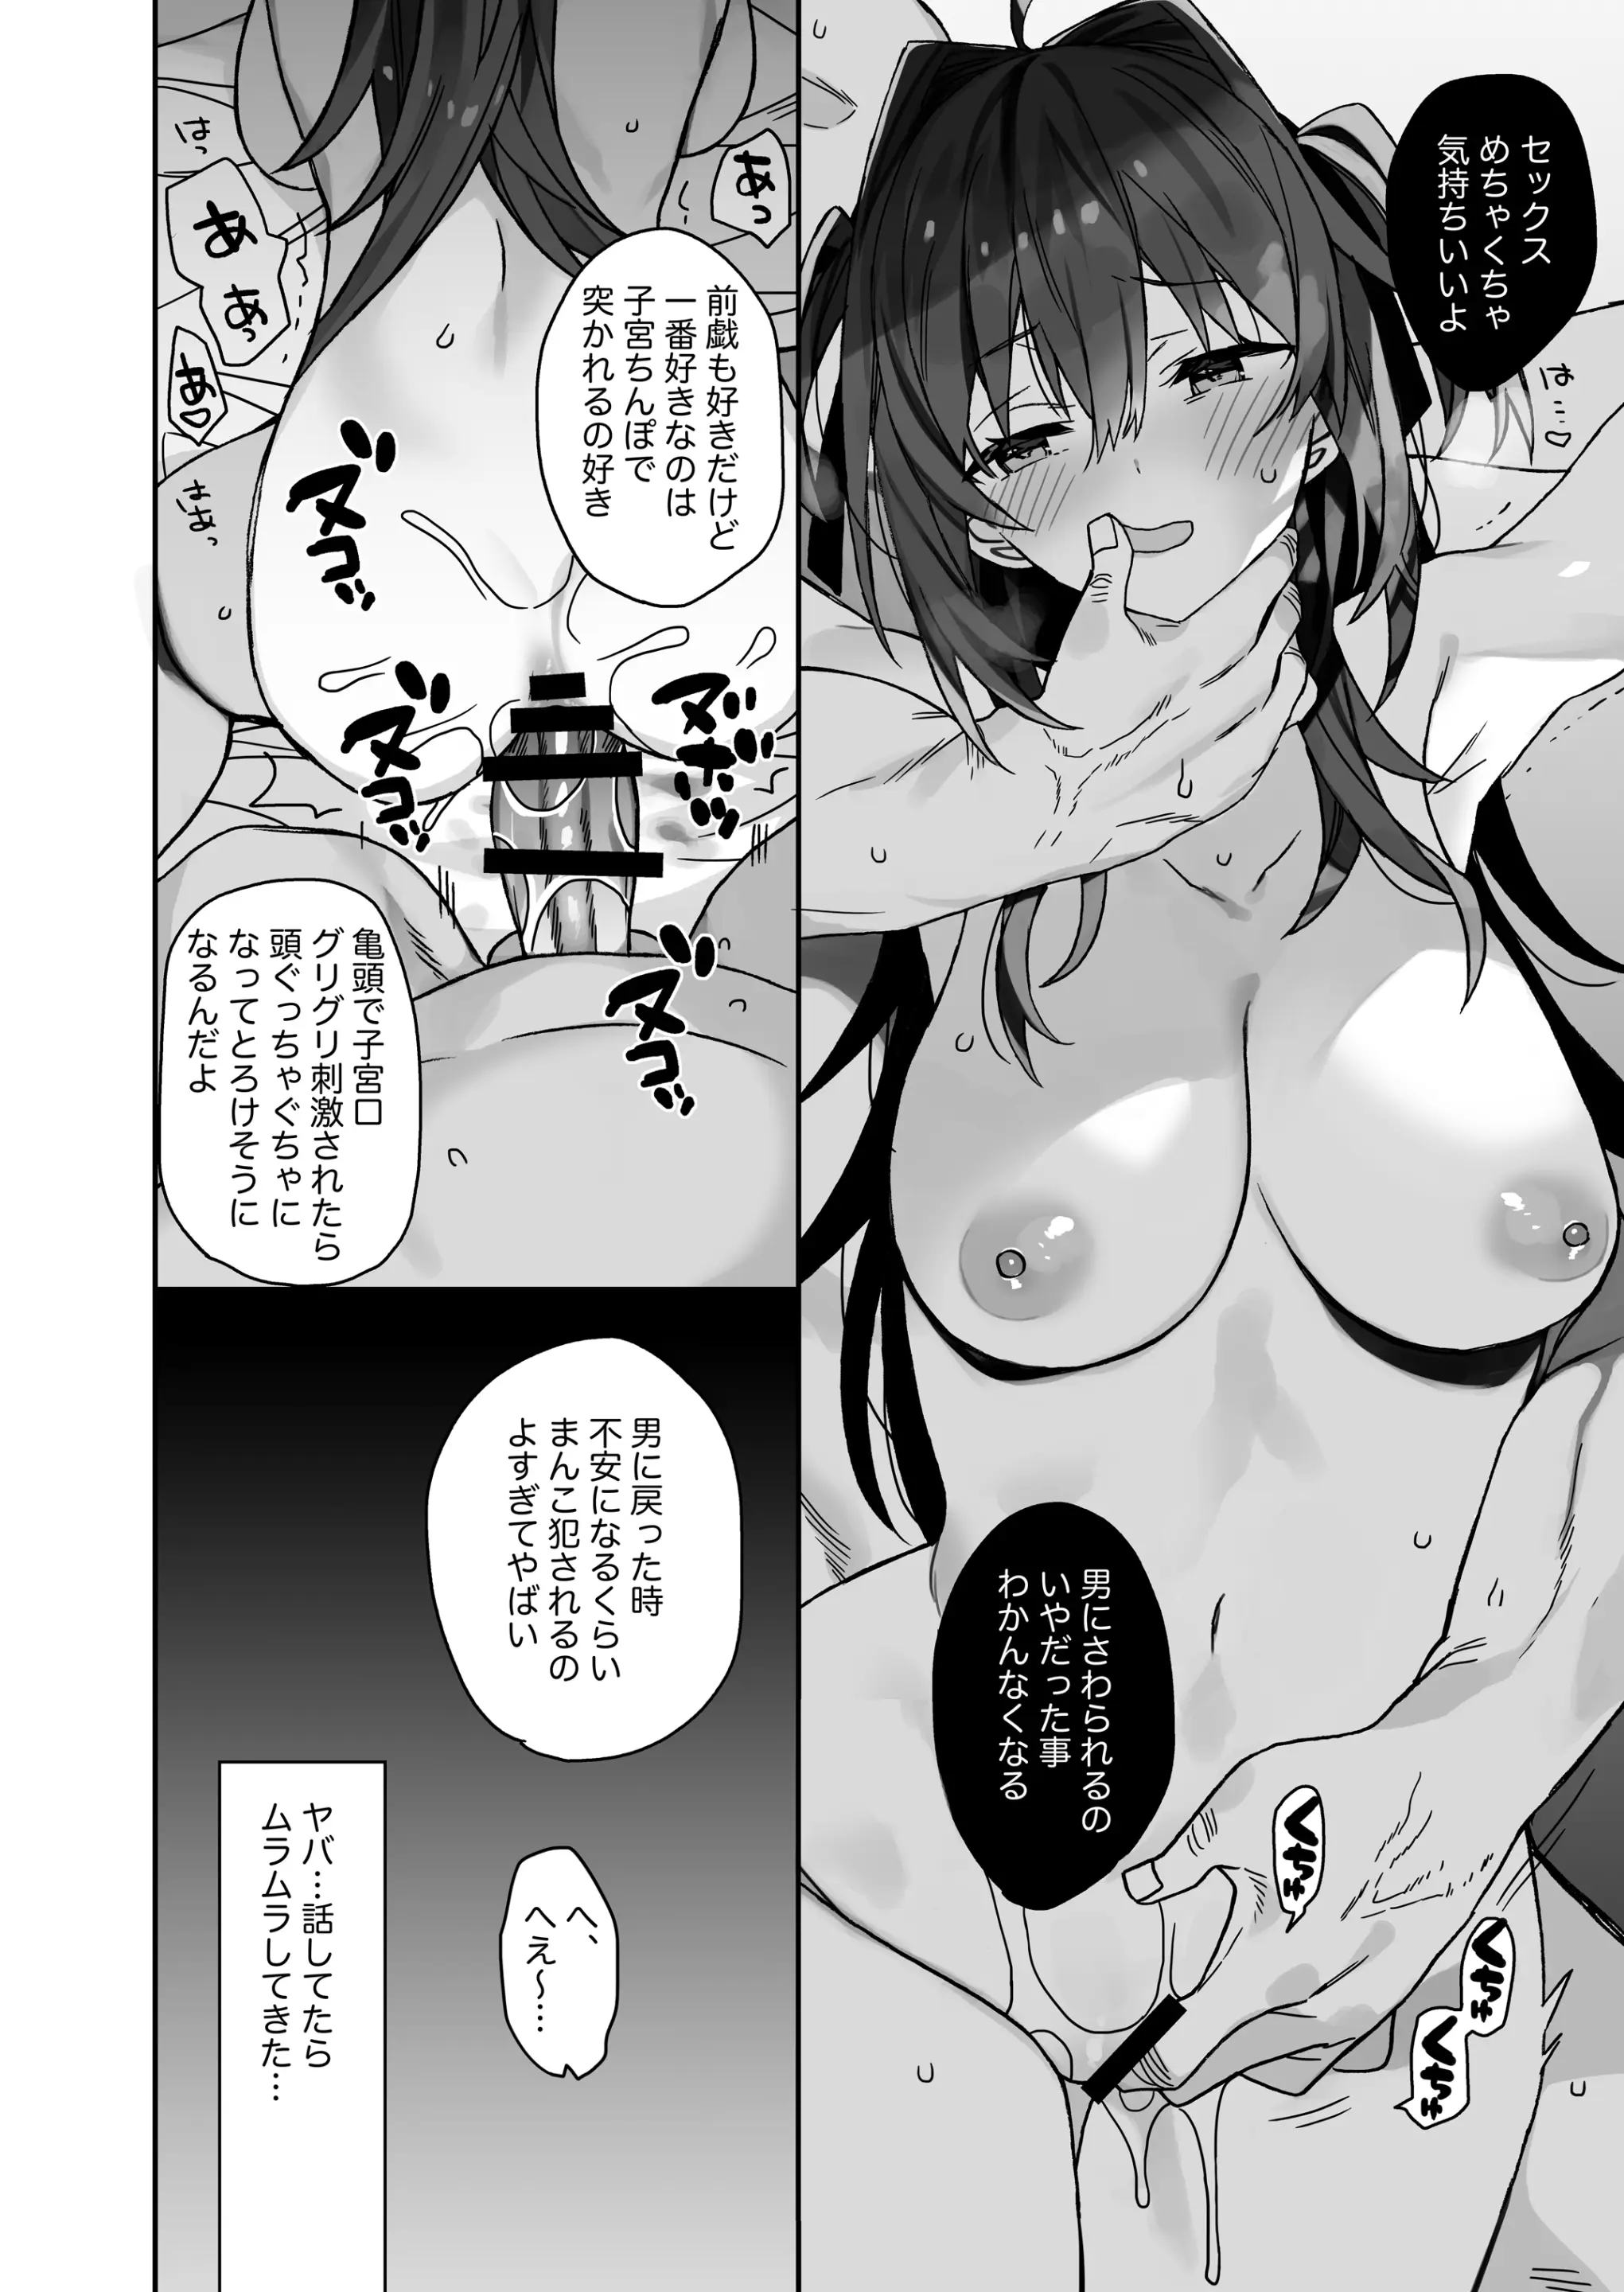 セックス
めちゃくちゃ
気持ちいいよ
は…♡
男にさわられるの
いやだった事
わかんなくなる
くちゅ
くちゅ
くちゅ
あっ
はっ
あ
あっ
あ♡
はあっ
前戯も好きだけど
一番好きなのは
子宮ちんぽで
突かれるの好き
ヌ゛コッ
ヌ゛コッ
ヌ゛ポッ
ヌ゛コッ
亀頭で子宮口
グリグリ刺激されたら
頭ぐっちゃぐちゃに
なってとろけそうに
なるんだよ
男に戻った時
不安になるくらい
まんこ犯されるの
よすぎてやばい
へ、
へえ〜…
ヤバ…話してたら
ムラムラしてきた…